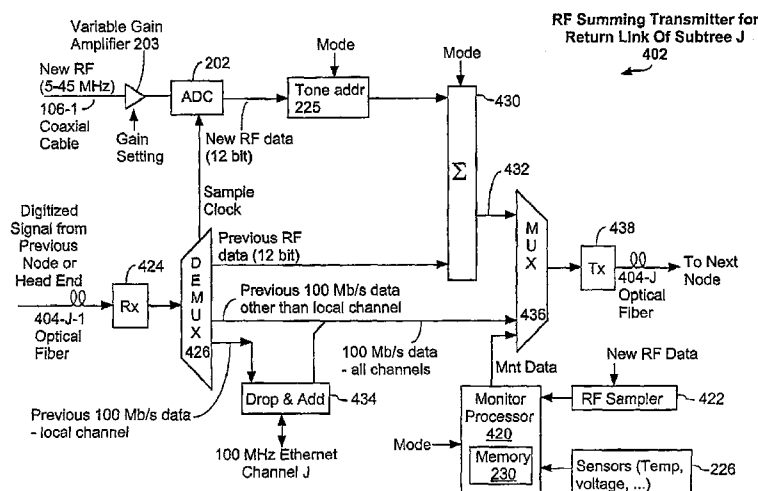 RF Summing Transmitter for
Return Link Of Subtree J
402
Variable Gain
Amplifier 203
New RF
(5-45 MHz)
106-1
Coaxial
Cable
Gain
Setting
202
ADC
New RF data
(12 bit)
Mode
Tone addr
225
Mode
430
Σ
432
Sample
Clock
Digitized
Signal from
Previous
Node or
Head End
424
Rx
404-J-1
Optical
Fiber
DEMUX
426
Previous RF
data (12 bit)
Previous 100 Mb/s data
other than local channel
100 Mb/s data
- all channels
MUX
436
438
Tx
404-J
Optical
Fiber
To Next
Node
Previous 100 Mb/s data
- local channel
Drop & Add
434
100 MHz Ethernet
Channel J
Mnt Data
New RF Data
RF Sampler
422
Mode
Monitor
Processor
420
Memory
230
Sensors (Temp,
voltage, ...)
226